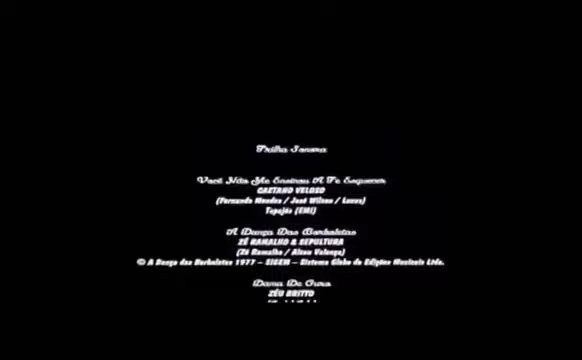 Trilha Sonora
Você Não Me Ensinou A Te Esquecer
CAETANO VELOSO
(Fernando Mendes / José Wilson / Lucas)
Tapajós (EMI)
A Dança Das Borboletas
ZÉ RAMALHO & SEPULTURA
(Zé Ramalho / Alceu Valença)
© A Dança das Borboletas 1977 – SIGEM – Sistema Globo de Edições Musicais Ltda.
Dama De Ouro
ZÉU BRITTO